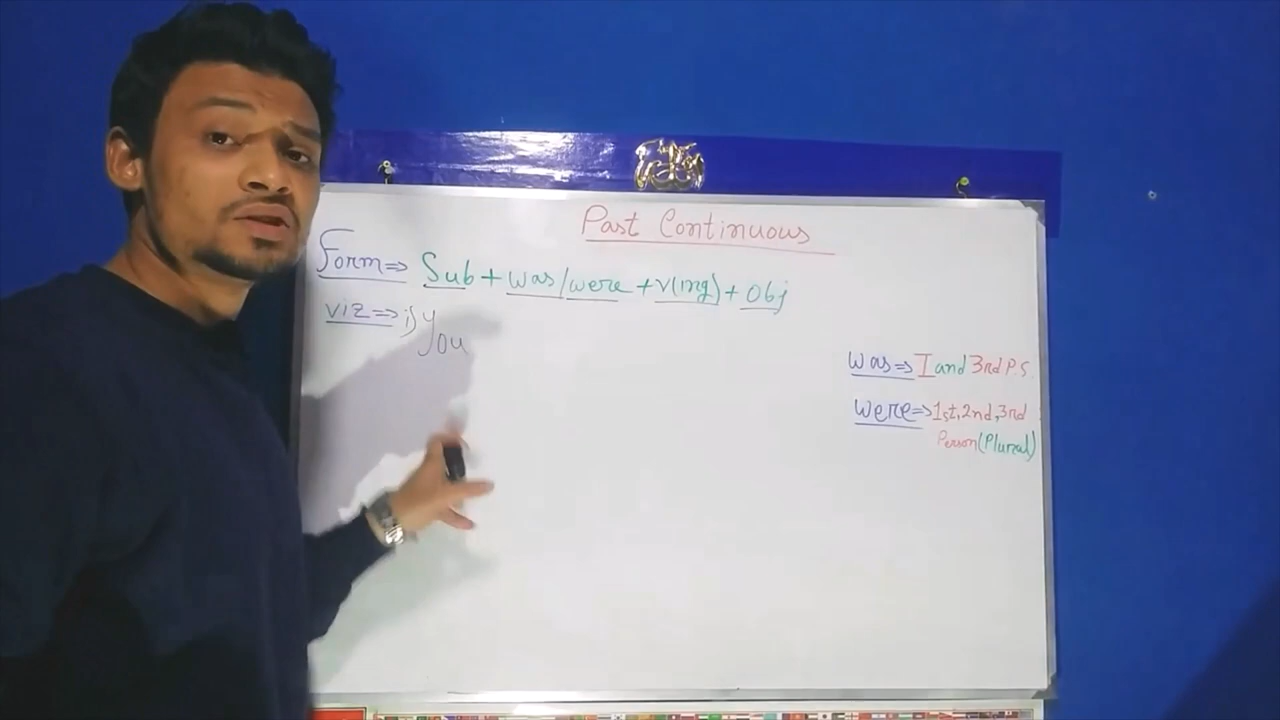 Past Continuous
Form⇒ Sub + was/were + v(ing) + Obj
viz⇒ i) You
was⇒ I and 3rd P.S.
were⇒ 1st, 2nd, 3rd
Person (Plural)